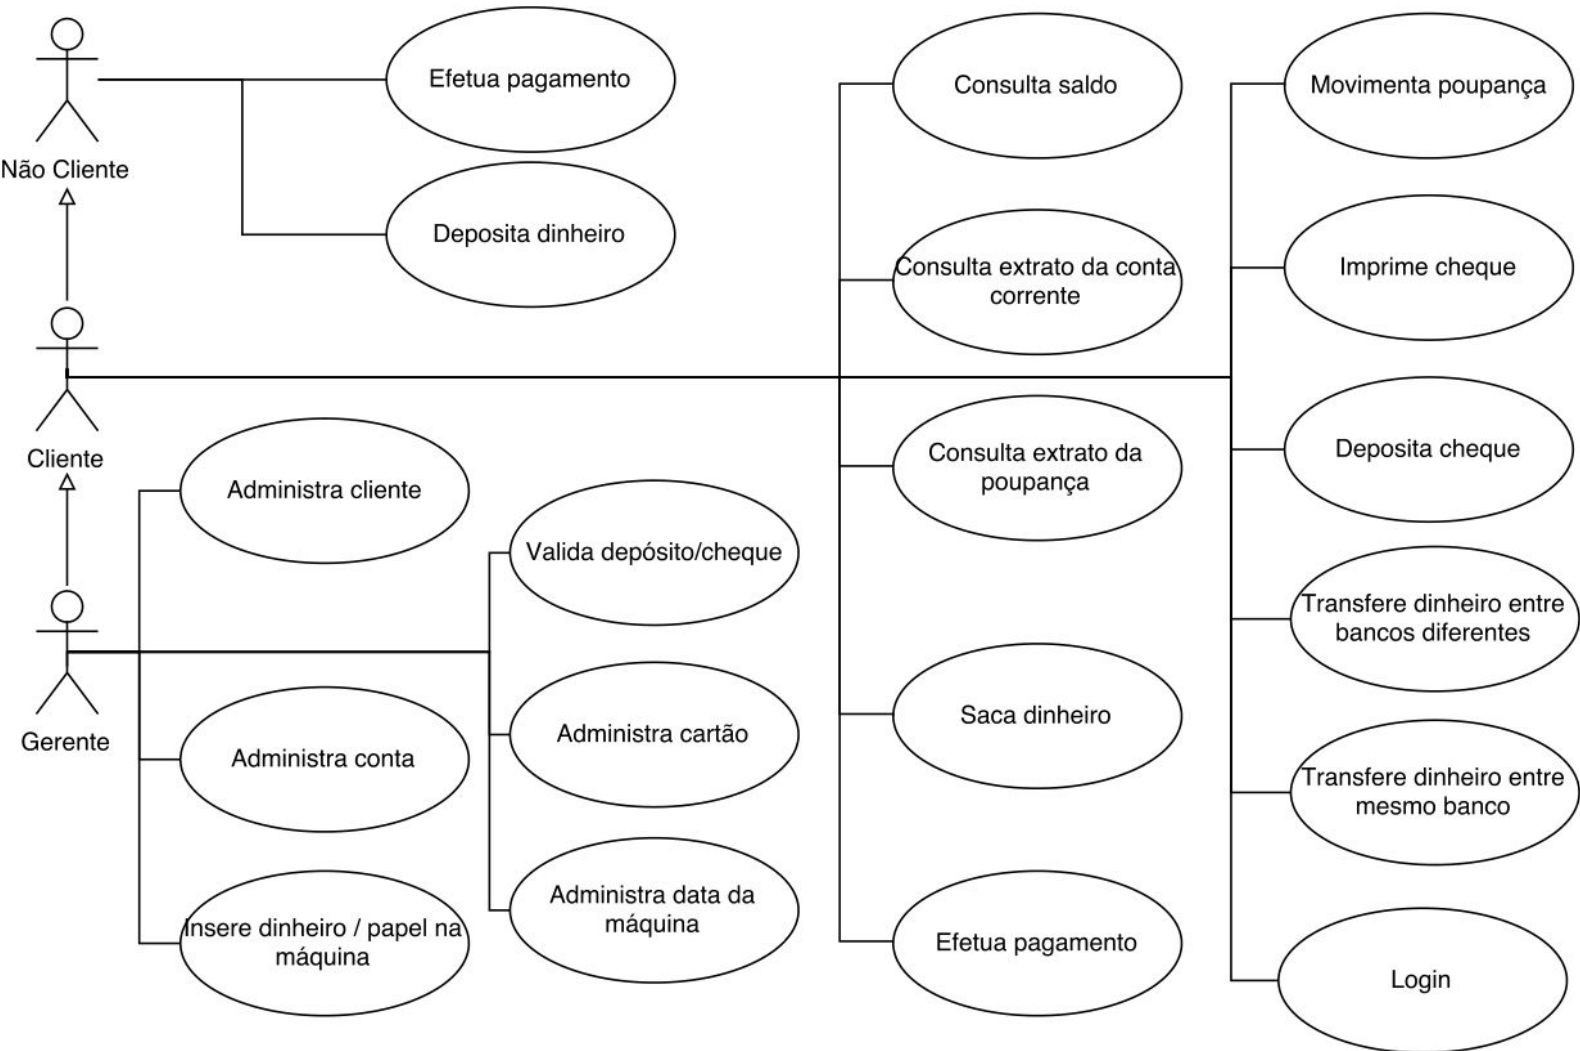 Efetua pagamento
Não Cliente
Deposita dinheiro
Cliente
Gerente
Administra cliente
Administra conta
Insere dinheiro / papel na
máquina
Valida depósito/cheque
Administra cartão
Administra data da
máquina
Consulta saldo
Consulta extrato da conta
corrente
Consulta extrato da
poupança
Saca dinheiro
Efetua pagamento
Movimenta poupança
Imprime cheque
Deposita cheque
Transfere dinheiro entre
bancos diferentes
Transfere dinheiro entre
mesmo banco
Login